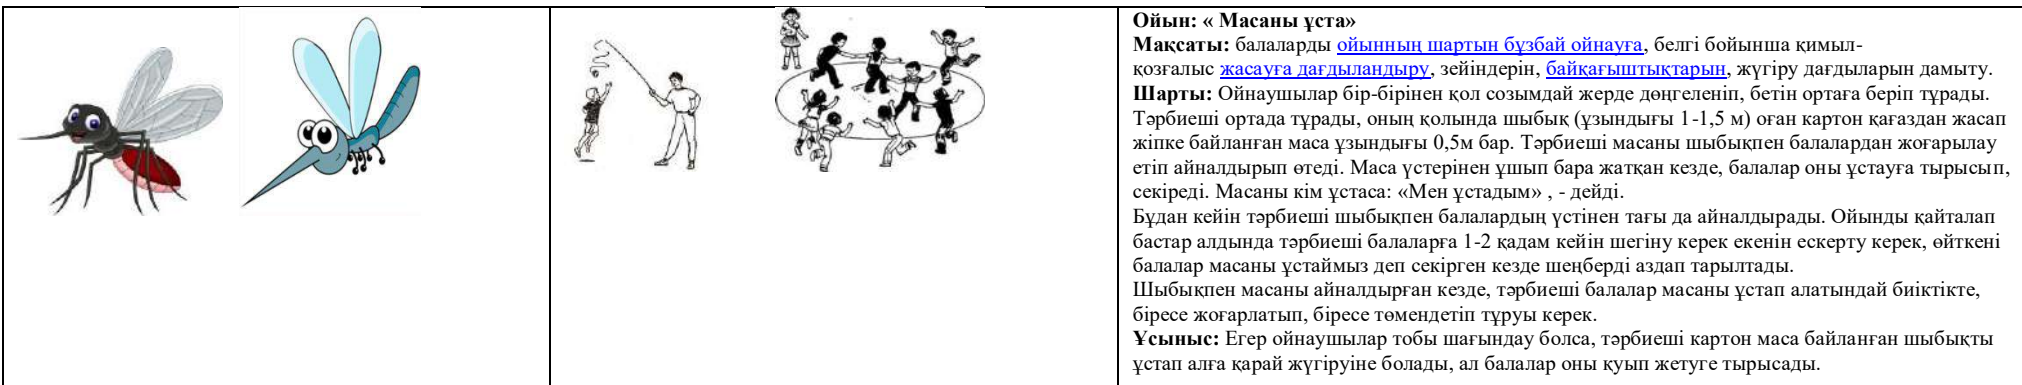 Ойын: « Масаны ұста»
Мақсаты: балаларды ойынның шартын бұзбай ойнауға, белгі бойынша қимыл-
қозғалыс жасауға дағдыландыру, зейіндерін, байқағыштықтарын, жүгіру дағдыларын дамыту.
Шарты: Ойнаушылар бір-бірінен қол созымдай жерде дөңгеленіп, бетін ортаға беріп тұрады.
Тәрбиеші ортада тұрады, оның қолында шыбық (ұзындығы 1-1,5 м) оған картон қағаздан жасап
жіпке байланған маса ұзындығы 0,5м бар. Тәрбиеші масаны шыбықпен балалардан жоғарылау
етіп айналдырып өтеді. Маса үстерінен ұшып бара жатқан кезде, балалар оны ұстауға тырысып,
секіреді. Масаны кім ұстаса: «Мен ұстадым» , - дейді.
Бұдан кейін тәрбиеші шыбықпен балалардың үстінен тағы да айналдырады. Ойынды қайталап
бастар алдында тәрбиеші балаларға 1-2 қадам кейін шегіну керек екенін ескерту керек, өйткені
балалар масаны ұстаймыз деп секірген кезде шеңберді аздап тарылтады.
Шыбықпен масаны айналдырған кезде, тәрбиеші балалар масаны ұстап алатындай биіктікте,
біресе жоғарлатып, біресе төмендетіп тұруы керек.
Ұсыныс: Егер ойнаушылар тобы шағындау болса, тәрбиеші картон маса байланған шыбықты
ұстап алға қарай жүгіруіне болады, ал балалар оны қуып жетуге тырысады.